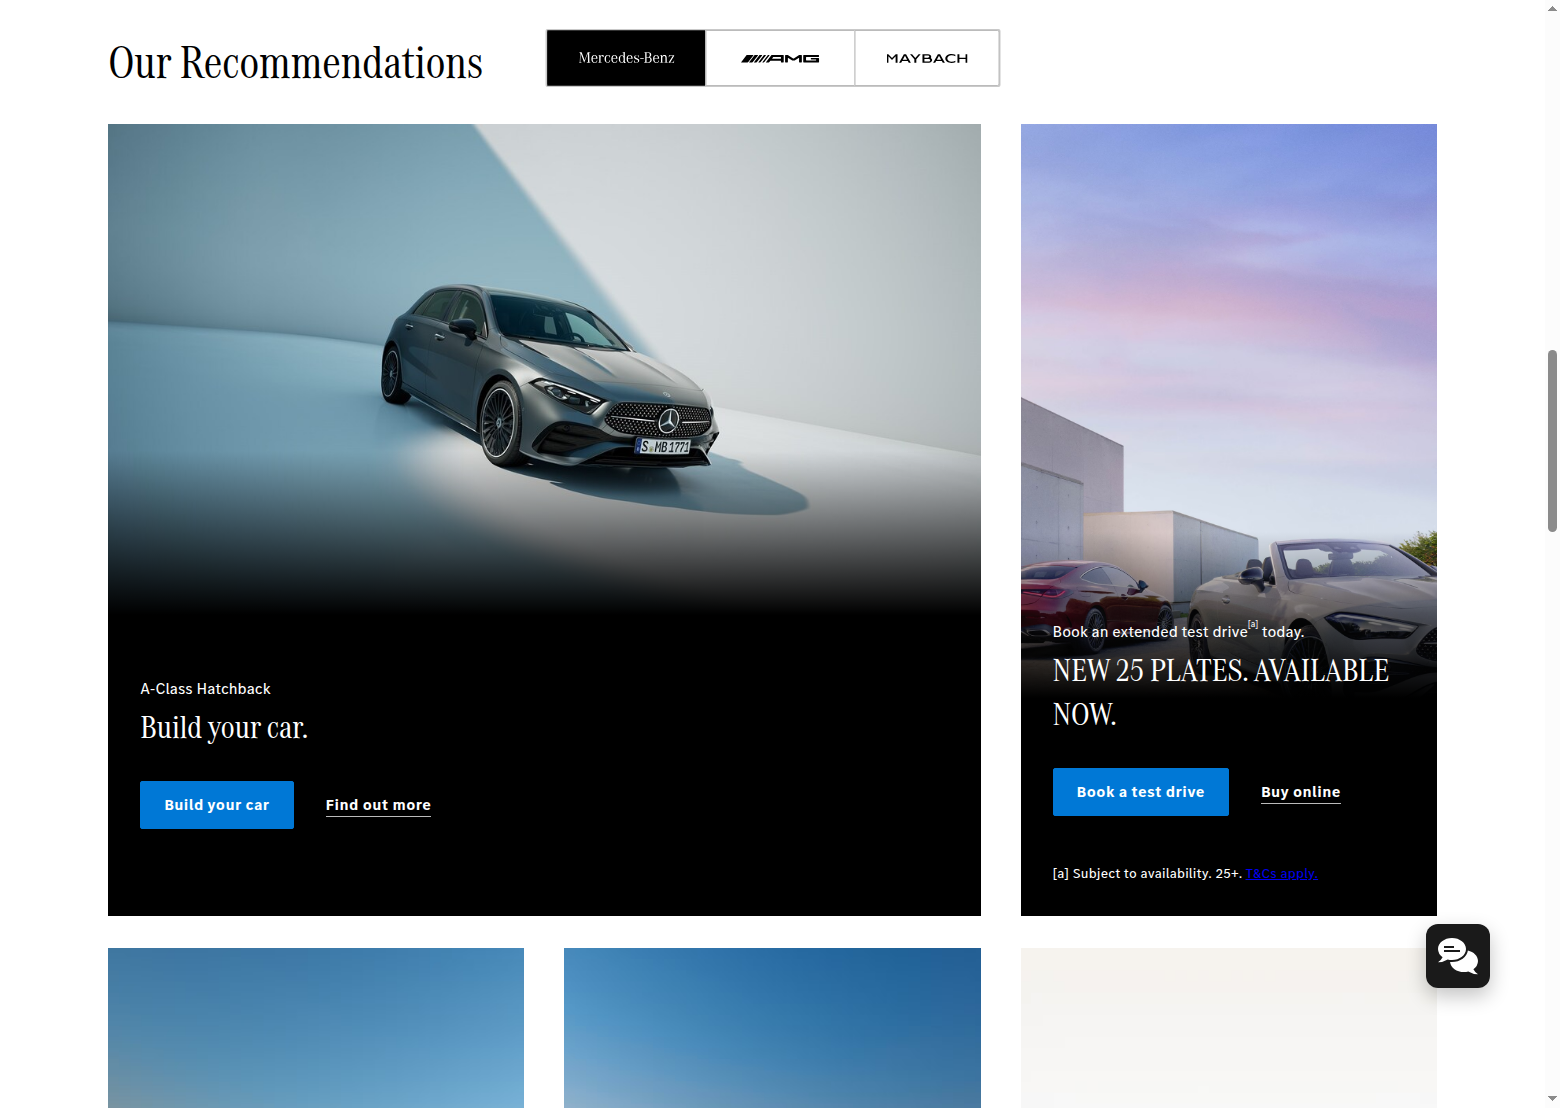 Our Recommendations
Mercedes-Benz
AMG
MAYBACH
S MB 1771
A-Class Hatchback
Build your car.
Build your car
Find out more
Book an extended test drive[a] today.
NEW 25 PLATES. AVAILABLE
NOW.
Book a test drive
Buy online
[a] Subject to availability. 25+. T&Cs apply.